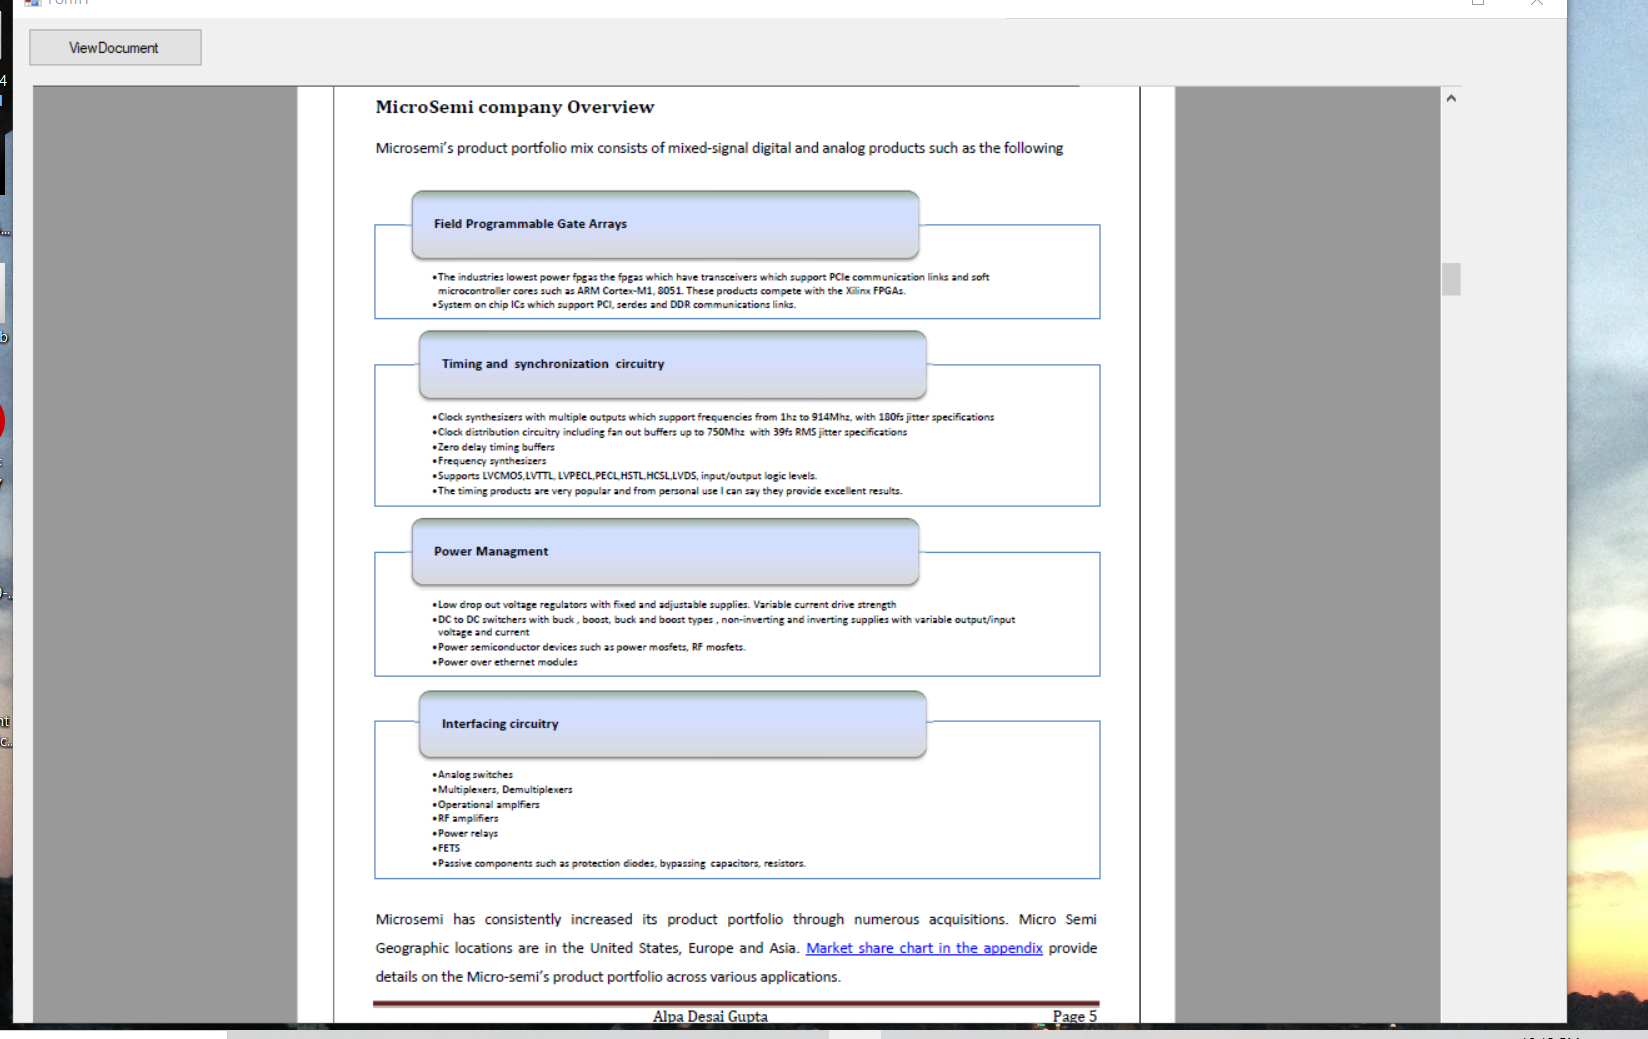 ViewDocument
MicroSemi company Overview
Microsemi's product portfolio mix consists of mixed-signal digital and analog products such as the following
Field Programmable Gate Arrays
•The industries lowest power fpgas the fpgas which have transceivers which support PCIe communication links and soft
microcontroller cores such as ARM Cortex-M1, 8051. These products compete with the Xilinx FPGAs.
•System on chip ICs which support PCI, serdes and DDR communications links.
Timing and synchronization circuitry
•Clock synthesizers with multiple outputs which support frequencies from 1hz to 914Mhz, with 180fs jitter specifications
•Clock distribution circuitry including fan out buffers up to 750Mhz with 39fs RMS jitter specifications
•Zero delay timing buffers
•Frequency synthesizers
•Supports LVCMOS,LVTTL, LVPECL,PECL,HSTL,HCSL,LVDS, input/output logic levels.
•The timing products are very popular and from personal use I can say they provide excellent results.
Power Managment
•Low drop out voltage regulators with fixed and adjustable supplies. Variable current drive strength
•DC to DC switchers with buck , boost, buck and boost types , non-inverting and inverting supplies with variable output/input
voltage and current
•Power semiconductor devices such as power mosfets, RF mosfets.
•Power over ethernet modules
Interfacing circuitry
•Analog switches
•Multiplexers, Demultiplexers
•Operational amplfiers
•RF amplifiers
•Power relays
•FETS
•Passive components such as protection diodes, bypassing capacitors, resistors.
Microsemi has consistently increased its product portfolio through numerous acquisitions. Micro Semi
Geographic locations are in the United States, Europe and Asia. Market share chart in the appendix provide
details on the Micro-semi's product portfolio across various applications.
Alpa Desai Gupta Page 5